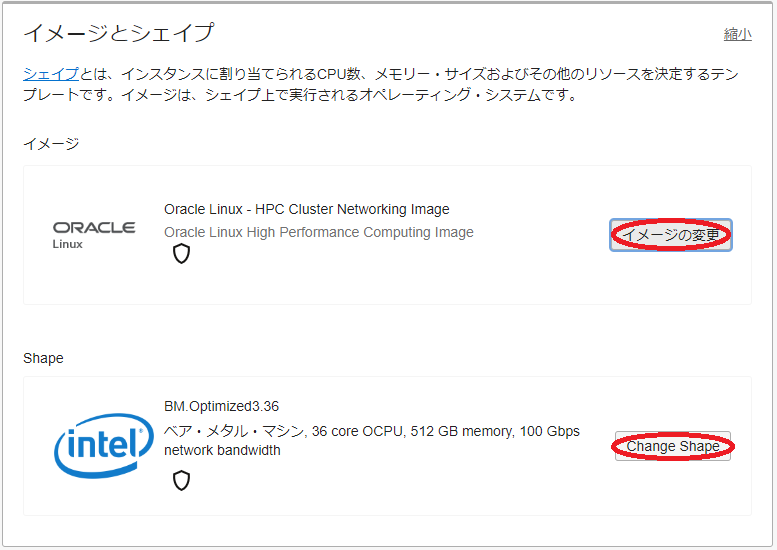 イメージとシェイプ
縮小
シェイプとは、インスタンスに割り当てられるCPU数、メモリー・サイズおよびその他のリソースを決定するテン
プレートです。イメージは、シェイプ上で実行されるオペレーティング・システムです。
イメージ
ORACLE
Linux
Oracle Linux - HPC Cluster Networking Image
Oracle Linux High Performance Computing Image
イメージの変更
Shape
intel
BM.Optimized3.36
ベア・メタル・マシン, 36 core OCPU, 512 GB memory, 100 Gbps
network bandwidth
Change Shape